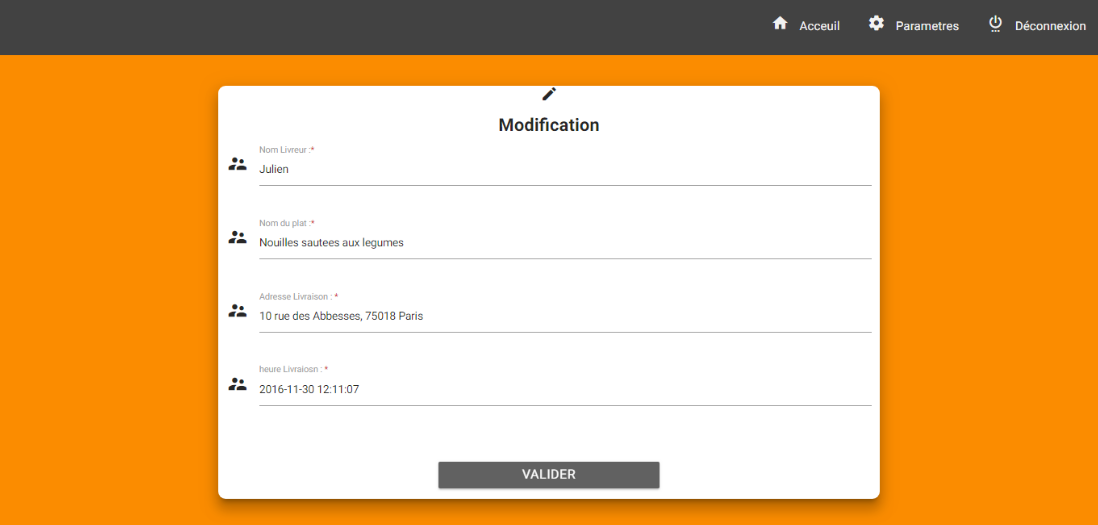 Acceuil Parametres Déconnexion
Modification
Nom Livreur :*
Julien
Nom du plat :*
Nouilles sautees aux legumes
Adresse Livraison : *
10 rue des Abbesses, 75018 Paris
heure Livraioen : *
2016-11-30 12:11:07
VALIDER